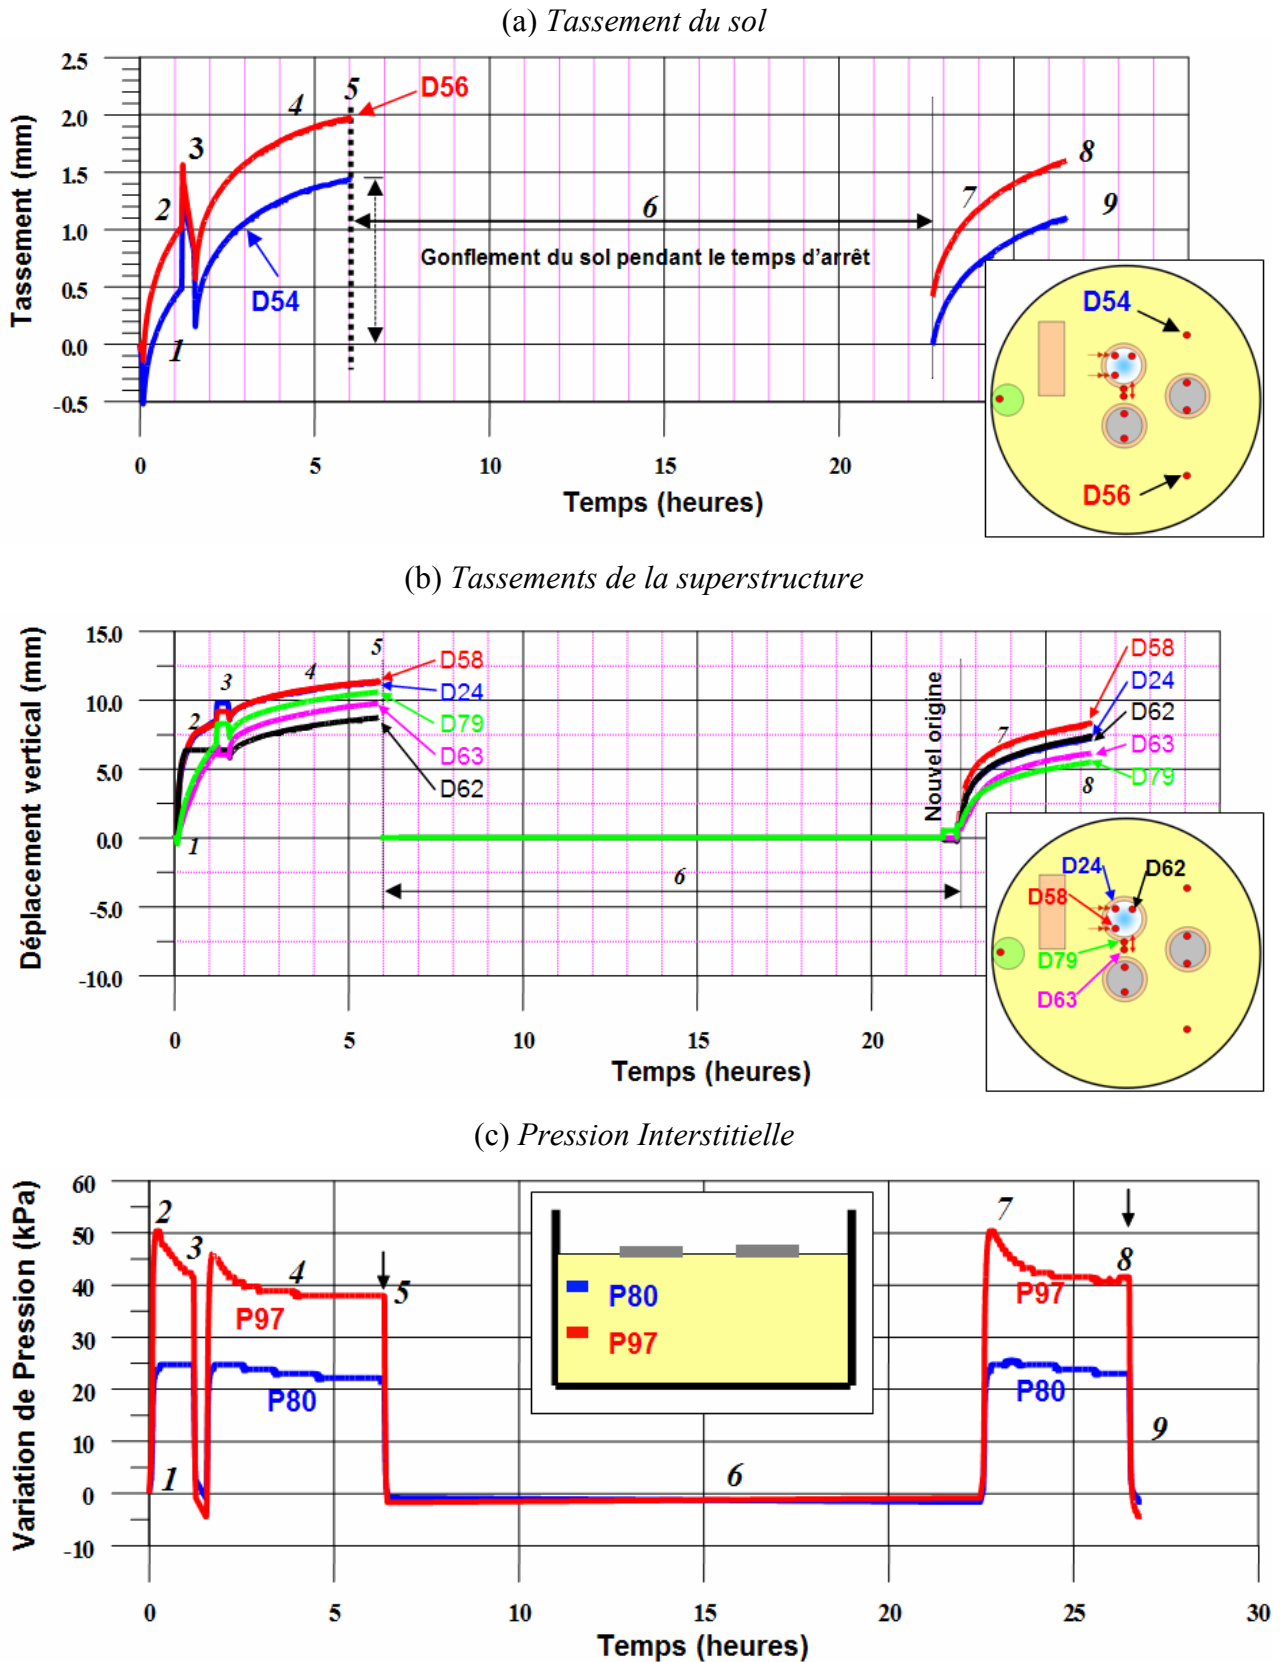 (a) Tassement du sol
Tassement (mm)
2.5
2.0
1.5
1.0
0.5
0.0
-0.5
1
2
3
4
5
D56
D54
6
Gonflement du sol pendant le temps d'arrêt
7
8
9
0
5
10
15
20
Temps (heures)
D54
D56
(b) Tassements de la superstructure
Déplacement vertical (mm)
15.0
10.0
5.0
0.0
-5.0
-10.0
1
2
3
4
5
D58
D24
D79
D63
D62
6
Nouvel origine
7
8
D58
D24
D62
D63
D79
0
5
10
15
20
Temps (heures)
D24
D62
D58
D79
D63
(c) Pression Interstitielle
Variation de Pression (kPa)
60
50
40
30
20
10
0
-10
1
2
3
4
5
P97
P80
P80
P97
6
7
8
P97
P80
9
0
5
10
15
20
25
30
Temps (heures)